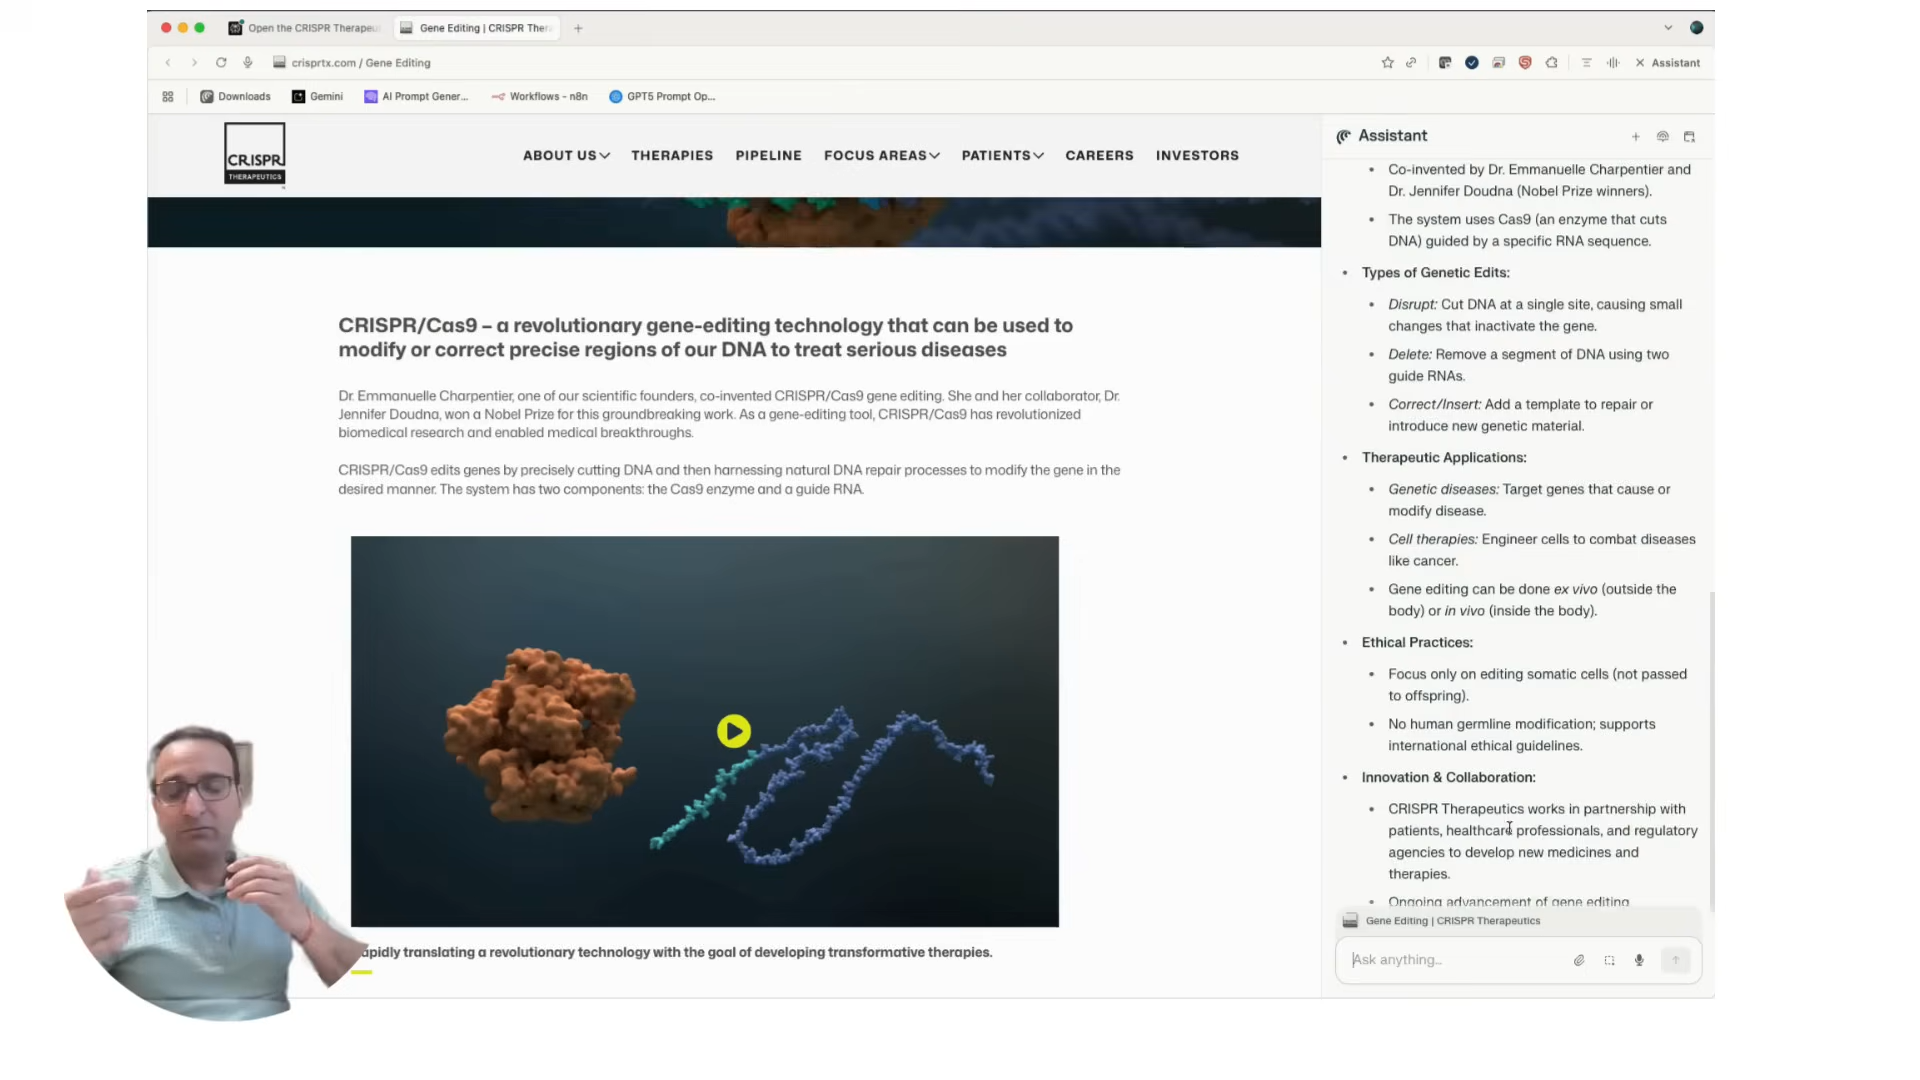 Open the CRISPR Therapeu
Gene Editing | CRISPR Ther
crisprtx.com / Gene Editing
Assistant
Downloads
Gemini
AI Prompt Gener...
Workflows - n8n
GPT5 Prompt Op...
CRISPR
THERAPEUTICS
ABOUT US
THERAPIES
PIPELINE
FOCUS AREAS
PATIENTS
CAREERS
INVESTORS
CRISPR/Cas9 – a revolutionary gene-editing technology that can be used to
modify or correct precise regions of our DNA to treat serious diseases
Dr. Emmanuelle Charpentier, one of our scientific founders, co-invented CRISPR/Cas9 gene editing. She and her collaborator, Dr.
Jennifer Doudna, won a Nobel Prize for this groundbreaking work. As a gene-editing tool, CRISPR/Cas9 has revolutionized
biomedical research and enabled medical breakthroughs.
CRISPR/Cas9 edits genes by precisely cutting DNA and then harnessing natural DNA repair processes to modify the gene in the
desired manner. The system has two components: the Cas9 enzyme and a guide RNA.
apidly translating a revolutionary technology with the goal of developing transformative therapies.
Assistant
Co-invented by Dr. Emmanuelle Charpentier and
Dr. Jennifer Doudna (Nobel Prize winners).
The system uses Cas9 (an enzyme that cuts
DNA) guided by a specific RNA sequence.
Types of Genetic Edits:
Disrupt: Cut DNA at a single site, causing small
changes that inactivate the gene.
Delete: Remove a segment of DNA using two
guide RNAs.
Correct/Insert: Add a template to repair or
introduce new genetic material.
Therapeutic Applications:
Genetic diseases: Target genes that cause or
modify disease.
Cell therapies: Engineer cells to combat diseases
like cancer.
Gene editing can be done ex vivo (outside the
body) or in vivo (inside the body).
Ethical Practices:
Focus only on editing somatic cells (not passed
to offspring).
No human germline modification; supports
international ethical guidelines.
Innovation & Collaboration:
CRISPR Therapeutics works in partnership with
patients, healthcare professionals, and regulatory
agencies to develop new medicines and
therapies.
Ongoing advancement of gene editing
Gene Editing | CRISPR Therapeutics
Ask anything...